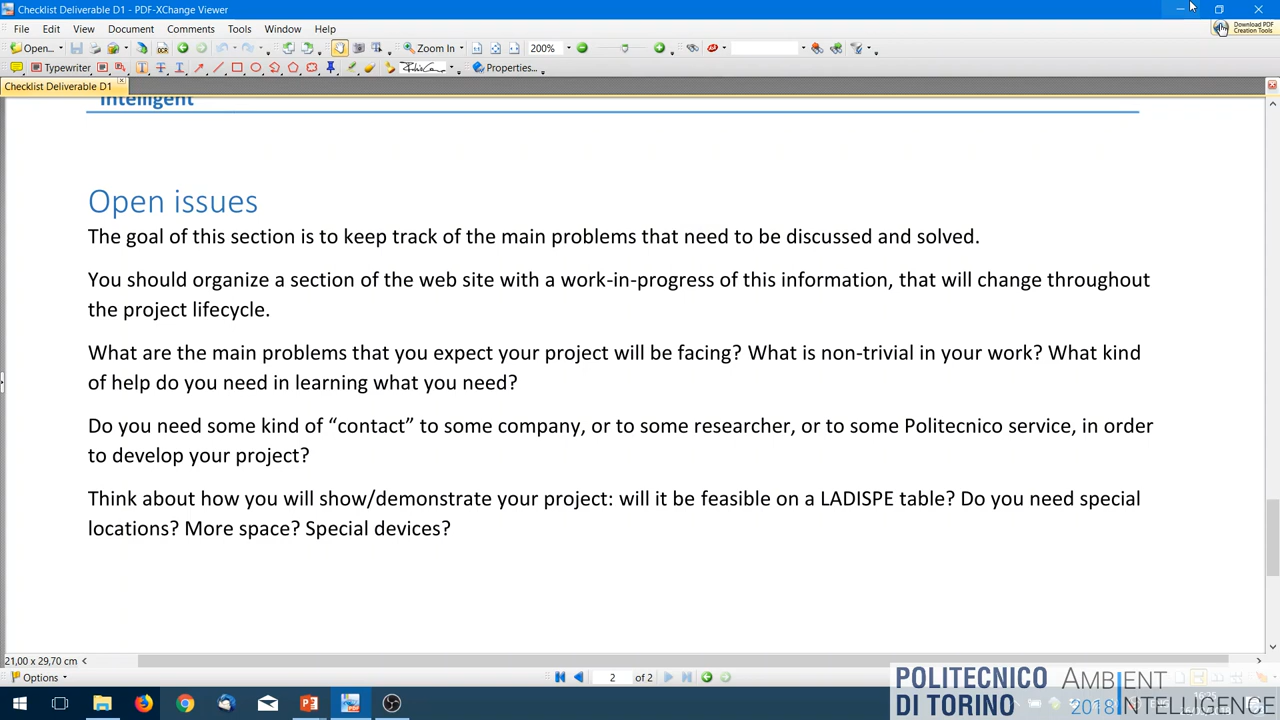 Checklist Deliverable D1 - PDF-XChange Viewer
File Edit View Document Comments Tools Window Help
Download PDF
Creation Tools
Open... Zoom In 200%
Typewriter Properties...
Checklist Deliverable D1
Intelligent
Open issues
The goal of this section is to keep track of the main problems that need to be discussed and solved.
You should organize a section of the web site with a work-in-progress of this information, that will change throughout
the project lifecycle.
What are the main problems that you expect your project will be facing? What is non-trivial in your work? What kind
of help do you need in learning what you need?
Do you need some kind of “contact” to some company, or to some researcher, or to some Politecnico service, in order
to develop your project?
Think about how you will show/demonstrate your project: will it be feasible on a LADISPE table? Do you need special
locations? More space? Special devices?
21,00 x 29,70 cm
Options 2 of 2
POLITECNICO
DI TORINO
AMBIENT
2018 INTELLIGENCE